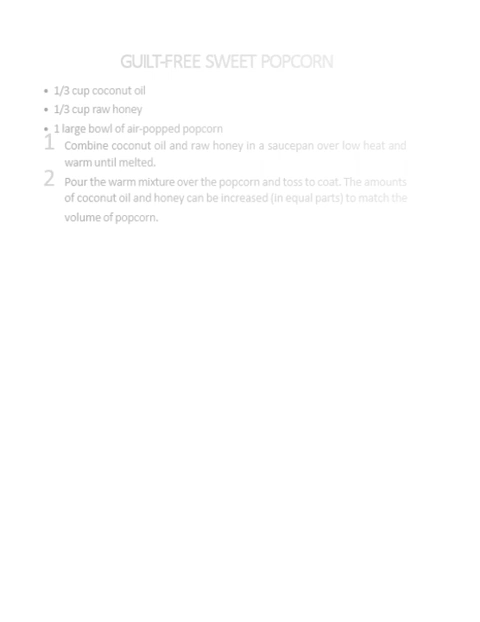 GUILT-FREE SWEET POPCORN
• 1/3 cup coconut oil
• 1/3 cup raw honey
• 1 large bowl of air-popped popcorn
1 Combine coconut oil and raw honey in a saucepan over low heat and
warm until melted.
2 Pour the warm mixture over the popcorn and toss to coat. The amounts
of coconut oil and honey can be increased (in equal parts) to match the
volume of popcorn.